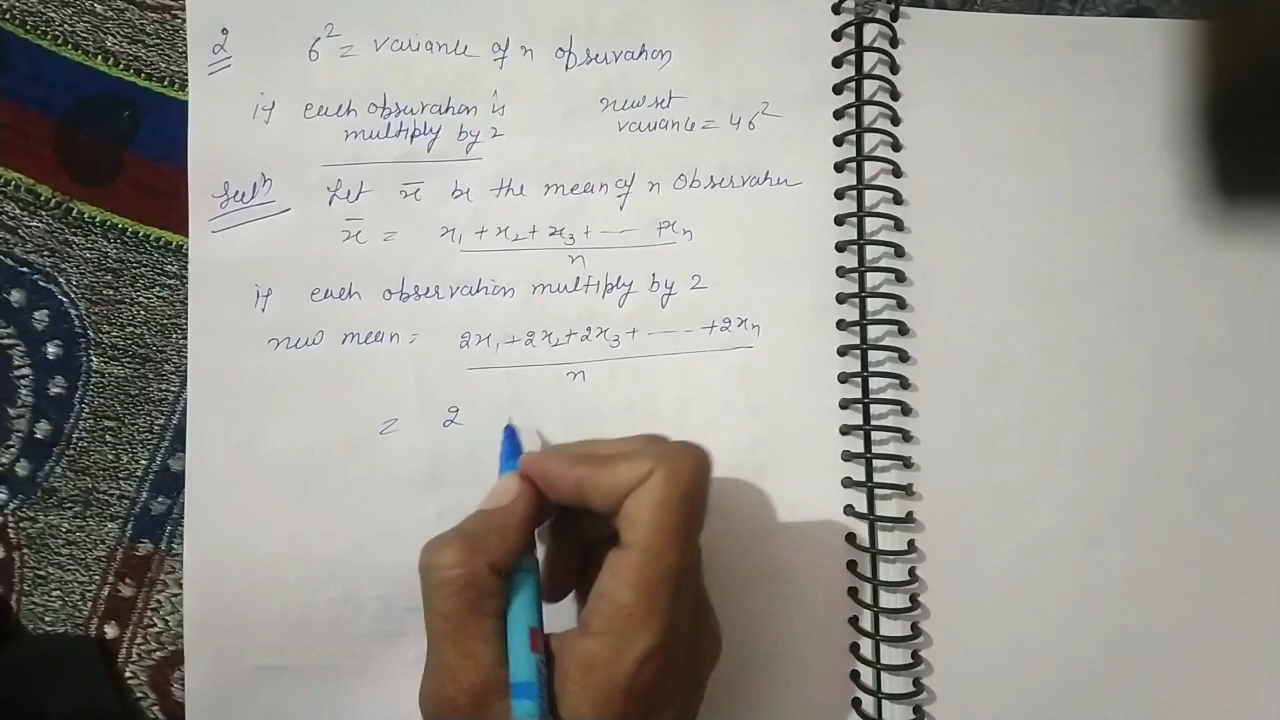 2 σ² = variance of n observation
if each observation is
multiply by 2
new set
variance = 4σ²
Soln Let x̄ be the mean of n Observation
x̄ = x₁ + x₂ + x₃ + ---- + xₙ
n
if each observation multiply by 2
new mean = 2x₁ + 2x₂ + 2x₃ + ---- + 2xₙ
n
= 2